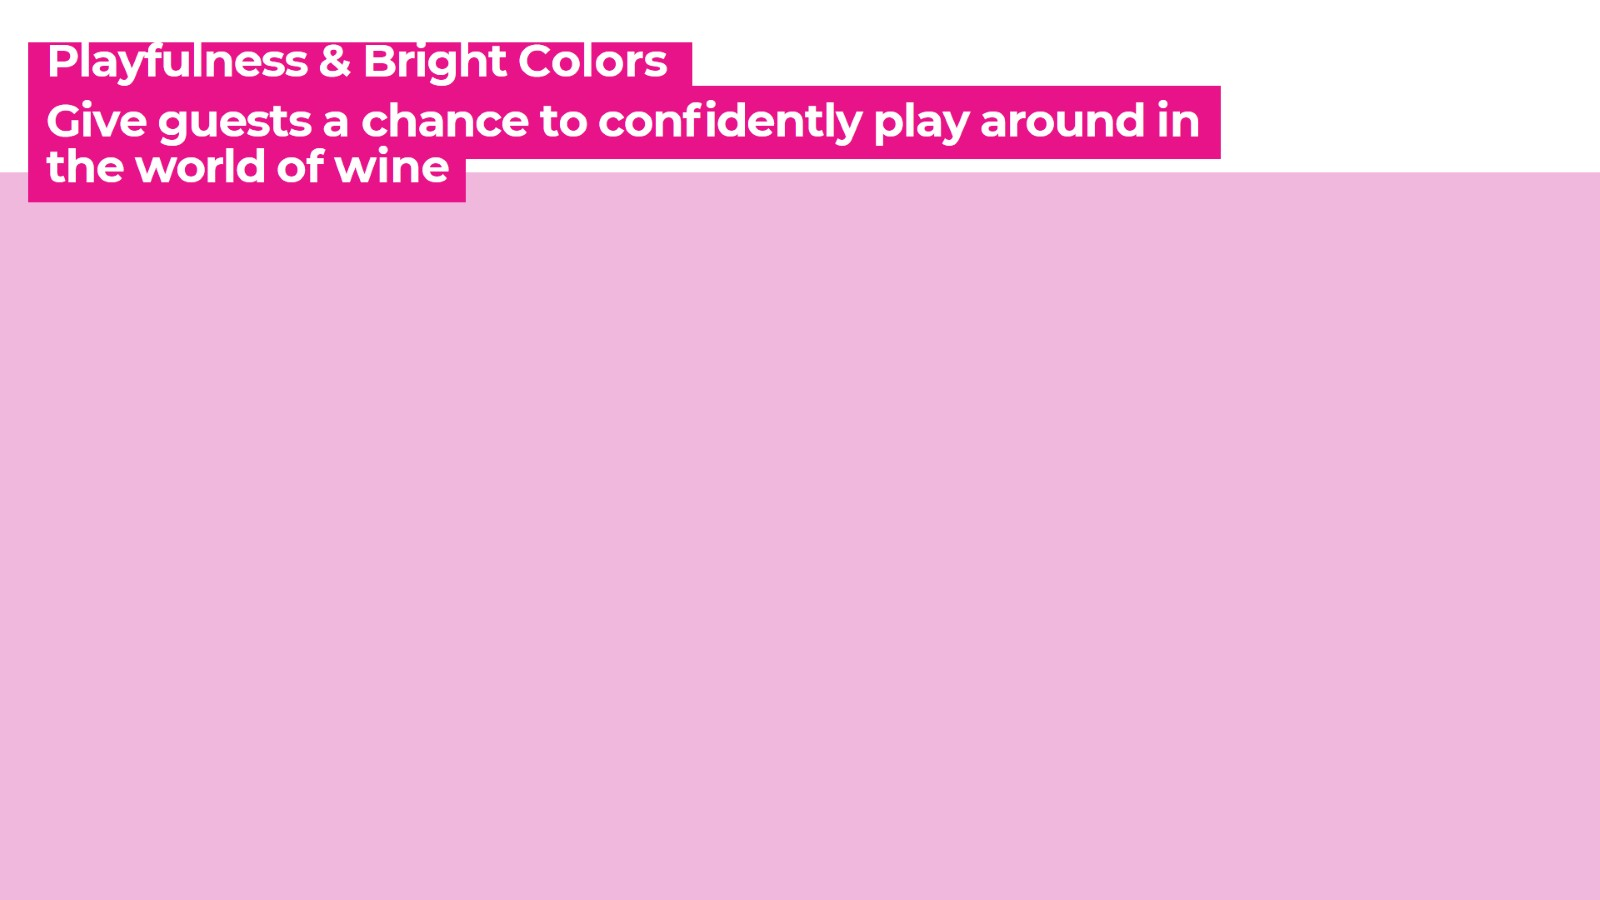 Playfulness & Bright Colors
Give guests a chance to confidently play around in
the world of wine